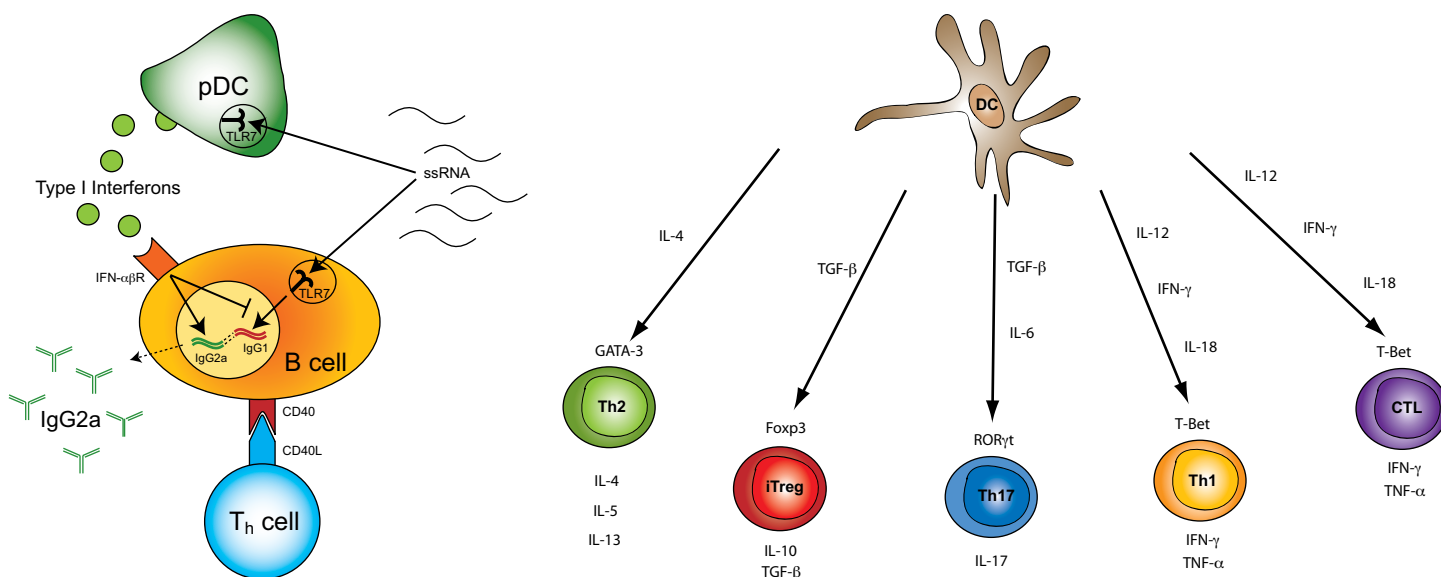 pDC
TLR7
ssRNA
Type I Interferons
IFN-αβR
TLR7
IgG2a
IgG1
B cell
IgG2a
CD40
CD40L
Th cell
DC
IL-4
GATA-3
Th2
IL-4
IL-5
IL-13
TGF-β
Foxp3
iTreg
IL-10
TGF-β
TGF-β
IL-6
RORγt
Th17
IL-17
IL-12
IFN-γ
IL-18
T-Bet
Th1
IFN-γ
TNF-α
IL-12
IFN-γ
IL-18
T-Bet
CTL
IFN-γ
TNF-α